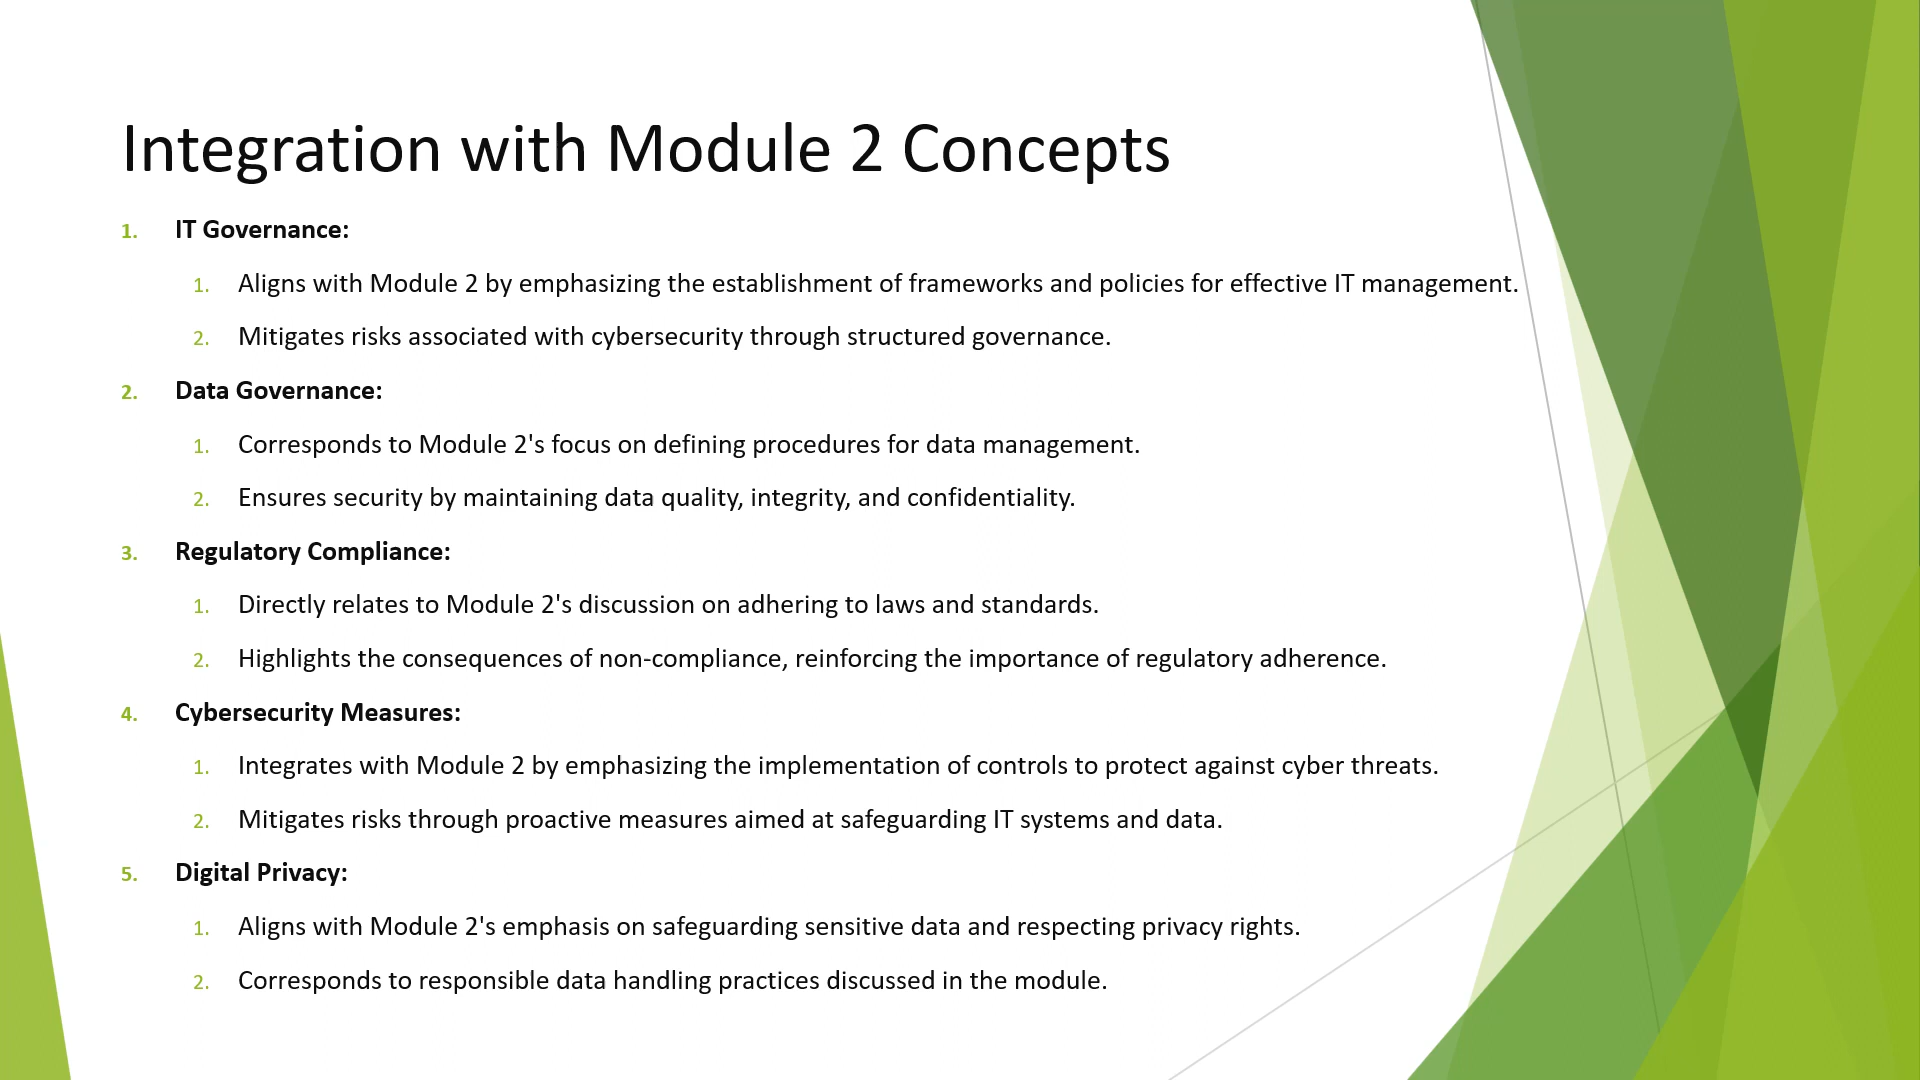 Integration with Module 2 Concepts
1. IT Governance:
1. Aligns with Module 2 by emphasizing the establishment of frameworks and policies for effective IT management.
2. Mitigates risks associated with cybersecurity through structured governance.
2. Data Governance:
1. Corresponds to Module 2's focus on defining procedures for data management.
2. Ensures security by maintaining data quality, integrity, and confidentiality.
3. Regulatory Compliance:
1. Directly relates to Module 2's discussion on adhering to laws and standards.
2. Highlights the consequences of non-compliance, reinforcing the importance of regulatory adherence.
4. Cybersecurity Measures:
1. Integrates with Module 2 by emphasizing the implementation of controls to protect against cyber threats.
2. Mitigates risks through proactive measures aimed at safeguarding IT systems and data.
5. Digital Privacy:
1. Aligns with Module 2's emphasis on safeguarding sensitive data and respecting privacy rights.
2. Corresponds to responsible data handling practices discussed in the module.